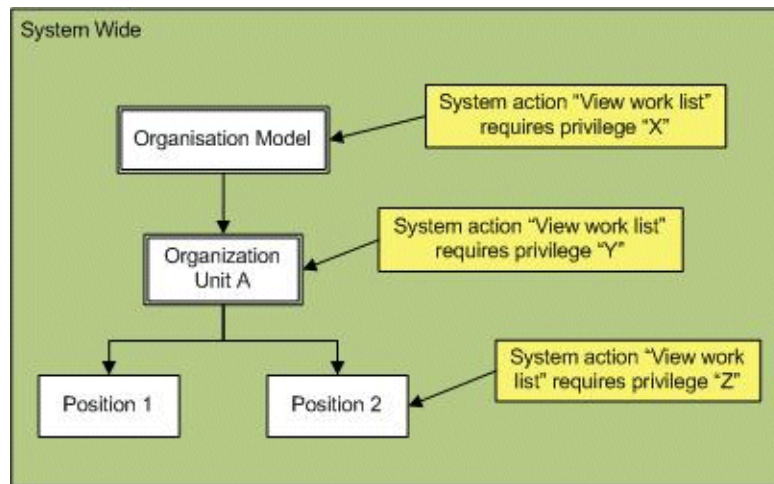 System Wide
System action “View work list”
requires privilege “X”
Organisation Model
System action “View work list”
requires privilege “Y”
Organization
Unit A
System action “View work
list” requires privilege “Z”
Position 1
Position 2